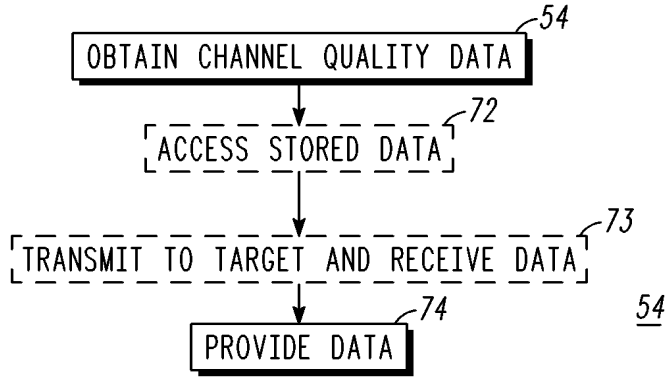 54
OBTAIN CHANNEL QUALITY DATA
72
ACCESS STORED DATA
73
TRANSMIT TO TARGET AND RECEIVE DATA
74
PROVIDE DATA
54